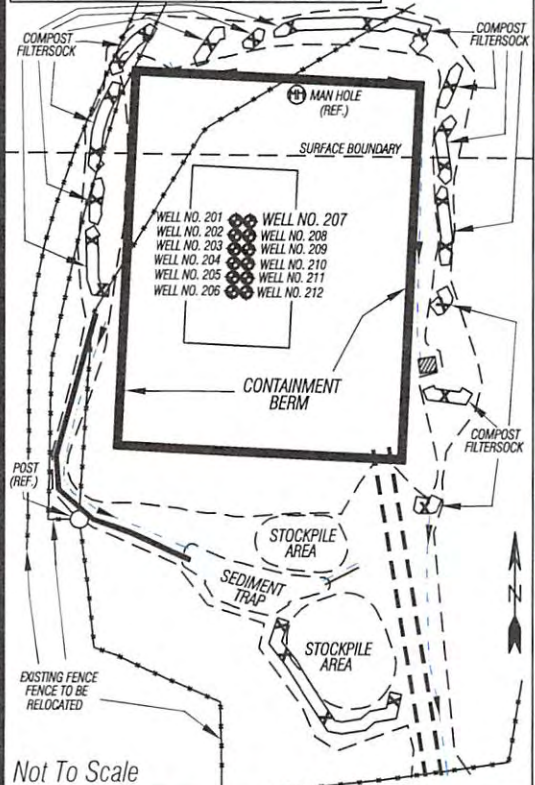 COMPOST
FILTERSOCK
COMPOST
FILTERSOCK
MH
MAN HOLE
(REF.)
SURFACE BOUNDARY
WELL NO. 201
WELL NO. 207
WELL NO. 202
WELL NO. 208
WELL NO. 203
WELL NO. 209
WELL NO. 204
WELL NO. 210
WELL NO. 205
WELL NO. 211
WELL NO. 206
WELL NO. 212
CONTAINMENT
BERM
COMPOST
FILTERSOCK
POST
(REF.)
STOCKPILE
AREA
SEDIMENT
TRAP
N
STOCKPILE
AREA
EXISTING FENCE
FENCE TO BE
RELOCATED
Not To Scale